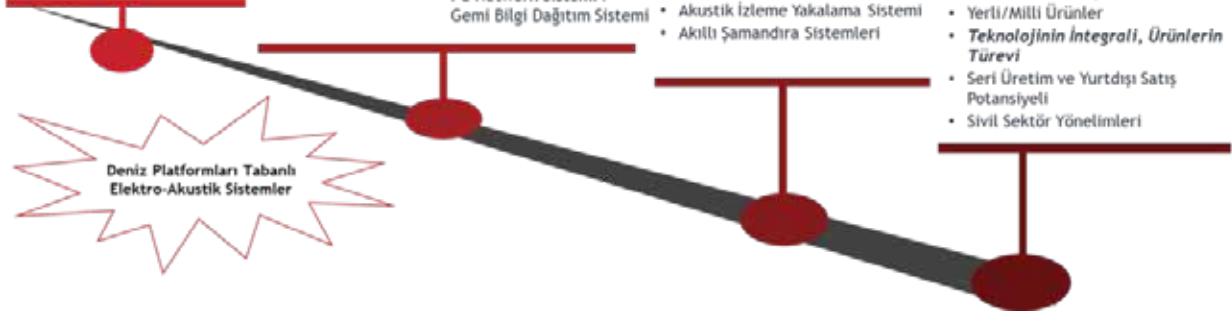 Gemi Bilgi Dağıtım Sistemi
• Akustik İzleme Yakalama Sistemi
• Akıllı Şamandıra Sistemleri
• Yerli/Milli Ürünler
• Teknolojinin İntegrali, Ürünlerin
Türevi
• Seri Üretim ve Yurtdışı Satış
Potansiyeli
• Sivil Sektör Yönelimleri
Deniz Platformları Tabanlı
Elektro-Akustik Sistemler